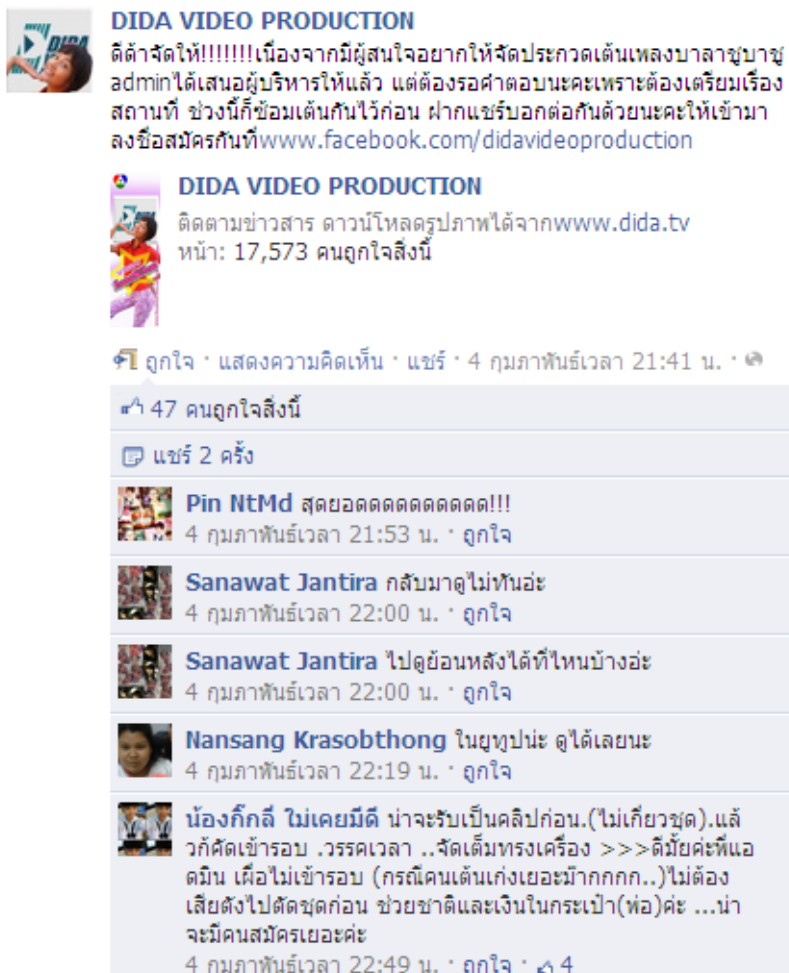 DIDA VIDEO PRODUCTION
ดีด้าจัดให้!!!!!!!เนื่องจากมีผู้สนใจอยากให้จัดประกวดเต้นเพลงบาลาชูบาชู
adminได้เสนอผู้บริหารให้แล้ว แต่ต้องรอคำตอบนะคะเพราะต้องเตรียมเรื่อง
สถานที่ ช่วงนี้ก็ซ้อมเต้นกันไว้ก่อน ฝากแชร์บอกต่อกันด้วยนะคะให้เข้ามา
ลงชื่อสมัครกันที่www.facebook.com/didavideoproduction
DIDA VIDEO PRODUCTION
ติดตามข่าวสาร ดาวน์โหลดรูปภาพได้จากwww.dida.tv
หน้า: 17,573 คนถูกใจสิ่งนี้
ถูกใจ · แสดงความคิดเห็น · แชร์ · 4 กุมภาพันธ์เวลา 21:41 น. ·
47 คนถูกใจสิ่งนี้
แชร์ 2 ครั้ง
Pin NtMd สุดยอดดดดดดดดดดด!!!
4 กุมภาพันธ์เวลา 21:53 น. · ถูกใจ
Sanawat Jantira กลับมาดูไม่ทันอ่ะ
4 กุมภาพันธ์เวลา 22:00 น. · ถูกใจ
Sanawat Jantira ไปดูย้อนหลังได้ที่ไหนบ้างอ่ะ
4 กุมภาพันธ์เวลา 22:00 น. · ถูกใจ
Nansang Krasobthong ในยูทูปน่ะ ดูได้เลยนะ
4 กุมภาพันธ์เวลา 22:19 น. · ถูกใจ
น้องกิ๊กลี่ ใม่เคยมีดี น่าจะรับเป็นคลิปก่อน.(ไม่เกี่ยวชุด).แล้
วก้คัดเข้ารอบ .วรรคเวลา ..จัดเต็มทรงเครื่อง >>>ดีมั้ยค่ะพี่แอ
ดมิน เผื่อไม่เข้ารอบ (กรณีคนเต้นเก่งเยอะม๊ากกกก..)ไม่ต้อง
เสียดังไปตัดชุดก่อน ช่วยชาติและเงินในกระเป๋า(พ่อ)ค่ะ ...น่า
จะมีคนสมัครเยอะค่ะ
4 กุมภาพันธ์เวลา 22:49 น. · ถูกใจ · 4